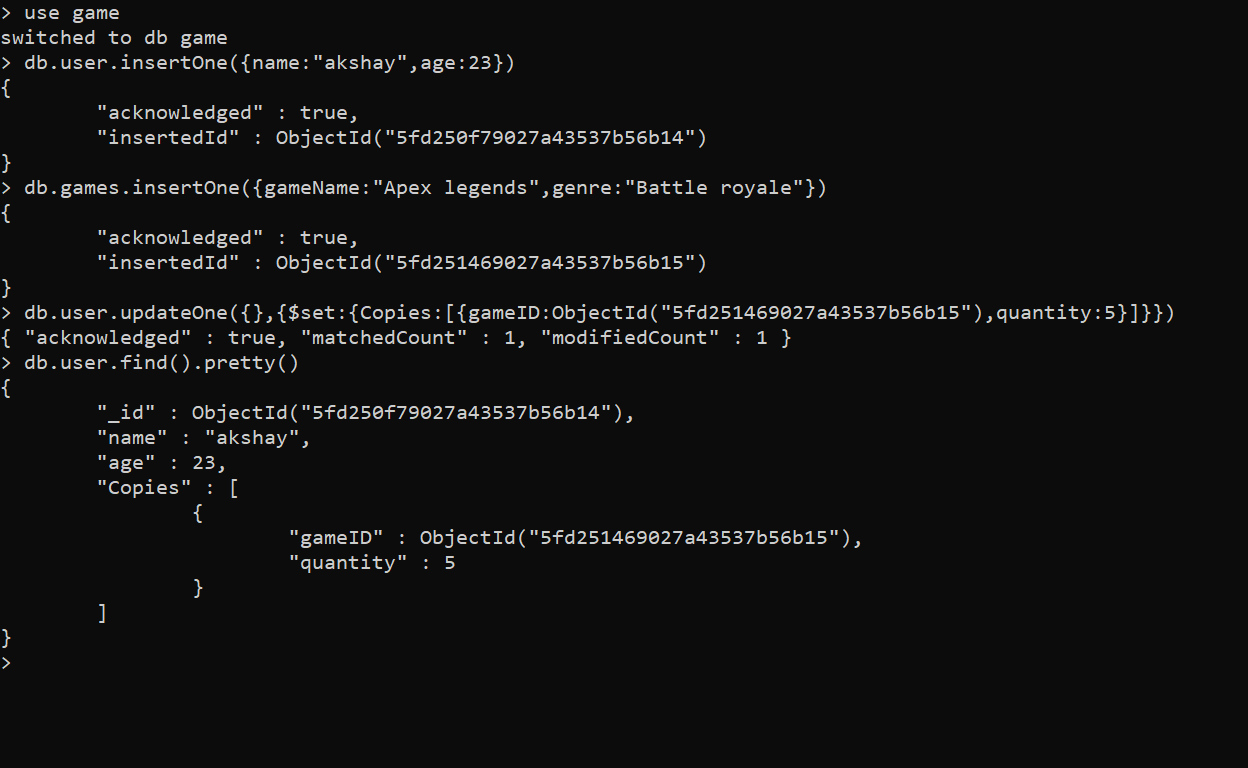 > use game
switched to db game
> db.user.insertOne({name:"akshay",age:23})
{
        "acknowledged" : true,
        "insertedId" : ObjectId("5fd250f79027a43537b56b14")
}
> db.games.insertOne({gameName:"Apex legends",genre:"Battle royale"})
{
        "acknowledged" : true,
        "insertedId" : ObjectId("5fd251469027a43537b56b15")
}
> db.user.updateOne({},{$set:{Copies:[{gameID:ObjectId("5fd251469027a43537b56b15"),quantity:5}]}})
{ "acknowledged" : true, "matchedCount" : 1, "modifiedCount" : 1 }
> db.user.find().pretty()
{
        "_id" : ObjectId("5fd250f79027a43537b56b14"),
        "name" : "akshay",
        "age" : 23,
        "Copies" : [
                {
                        "gameID" : ObjectId("5fd251469027a43537b56b15"),
                        "quantity" : 5
                }
        ]
}
>